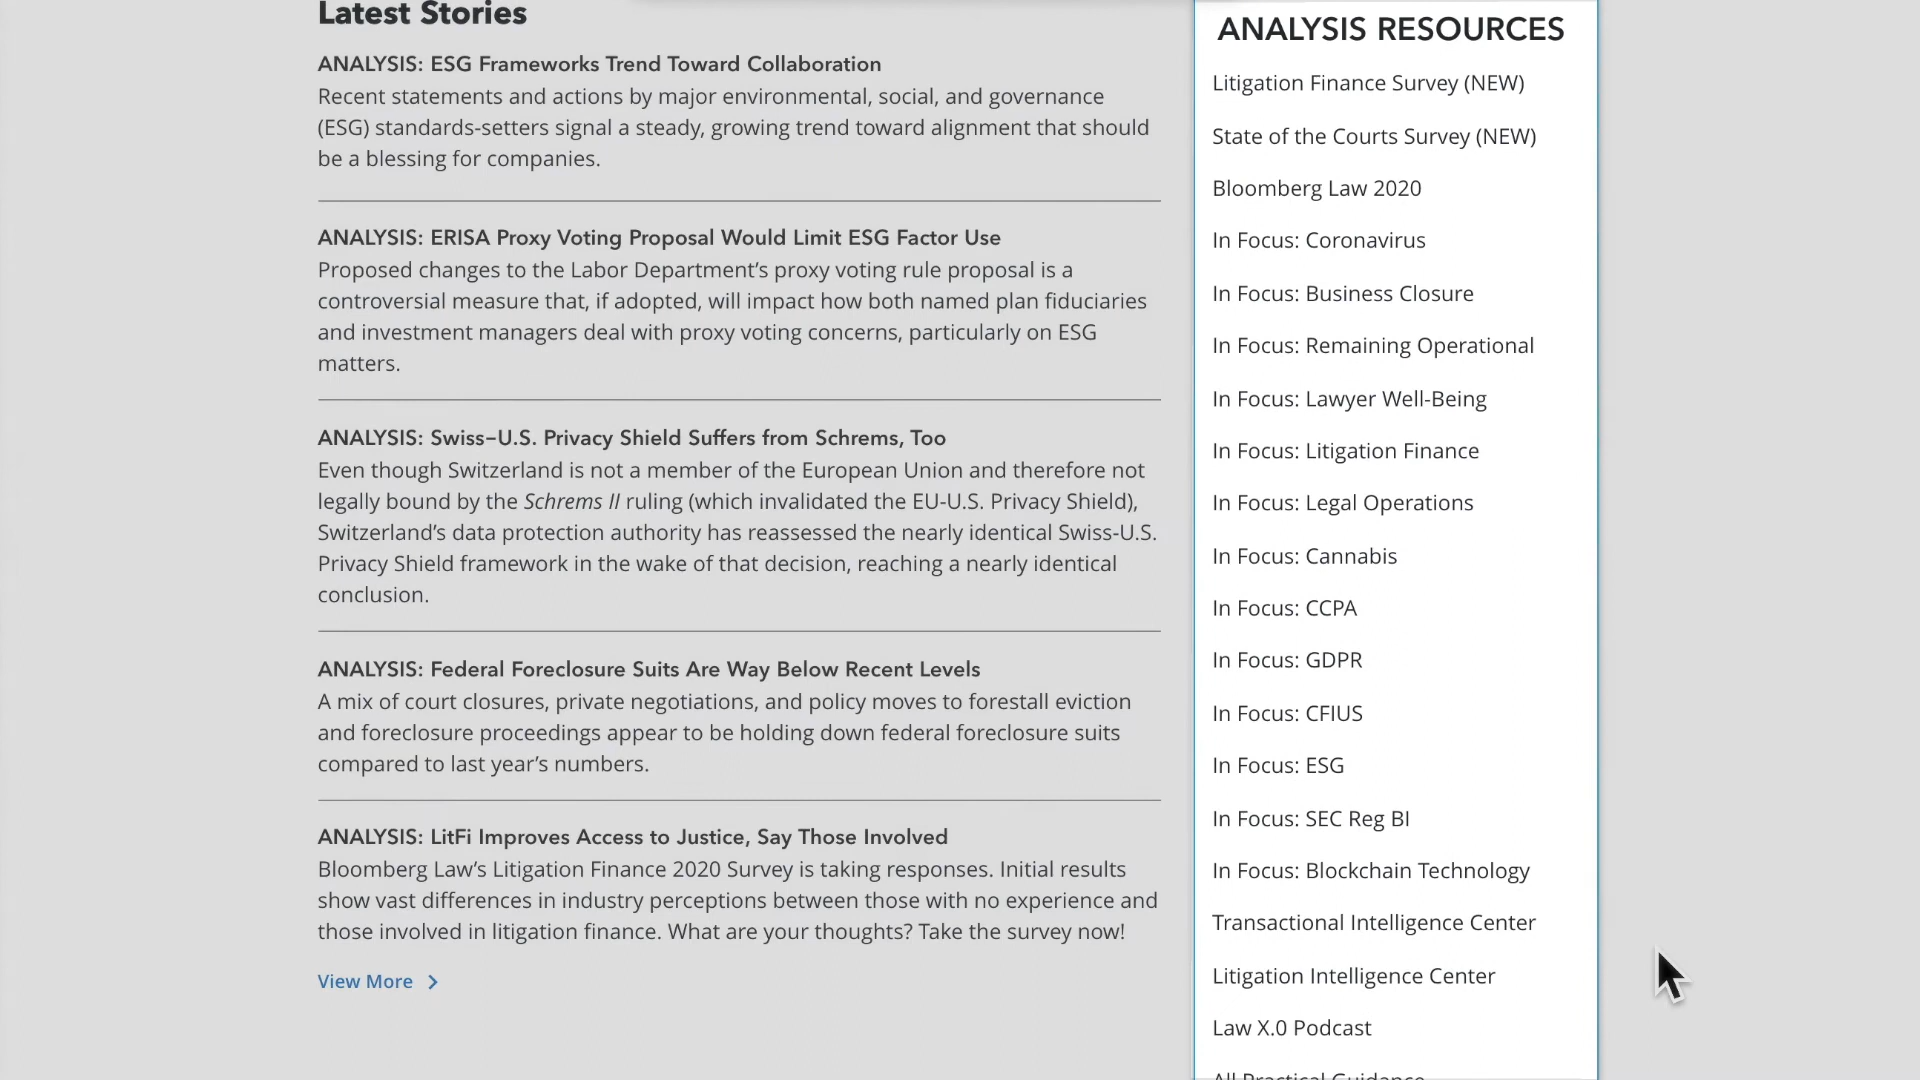 Latest Stories
ANALYSIS: ESG Frameworks Trend Toward Collaboration
Recent statements and actions by major environmental, social, and governance
(ESG) standards-setters signal a steady, growing trend toward alignment that should
be a blessing for companies.
ANALYSIS: ERISA Proxy Voting Proposal Would Limit ESG Factor Use
Proposed changes to the Labor Department’s proxy voting rule proposal is a
controversial measure that, if adopted, will impact how both named plan fiduciaries
and investment managers deal with proxy voting concerns, particularly on ESG
matters.
ANALYSIS: Swiss–U.S. Privacy Shield Suffers from Schrems, Too
Even though Switzerland is not a member of the European Union and therefore not
legally bound by the Schrems II ruling (which invalidated the EU-U.S. Privacy Shield),
Switzerland’s data protection authority has reassessed the nearly identical Swiss-U.S.
Privacy Shield framework in the wake of that decision, reaching a nearly identical
conclusion.
ANALYSIS: Federal Foreclosure Suits Are Way Below Recent Levels
A mix of court closures, private negotiations, and policy moves to forestall eviction
and foreclosure proceedings appear to be holding down federal foreclosure suits
compared to last year’s numbers.
ANALYSIS: LitFi Improves Access to Justice, Say Those Involved
Bloomberg Law’s Litigation Finance 2020 Survey is taking responses. Initial results
show vast differences in industry perceptions between those with no experience and
those involved in litigation finance. What are your thoughts? Take the survey now!
View More
ANALYSIS RESOURCES
Litigation Finance Survey (NEW)
State of the Courts Survey (NEW)
Bloomberg Law 2020
In Focus: Coronavirus
In Focus: Business Closure
In Focus: Remaining Operational
In Focus: Lawyer Well-Being
In Focus: Litigation Finance
In Focus: Legal Operations
In Focus: Cannabis
In Focus: CCPA
In Focus: GDPR
In Focus: CFIUS
In Focus: ESG
In Focus: SEC Reg BI
In Focus: Blockchain Technology
Transactional Intelligence Center
Litigation Intelligence Center
Law X.0 Podcast
All Practical Guidance